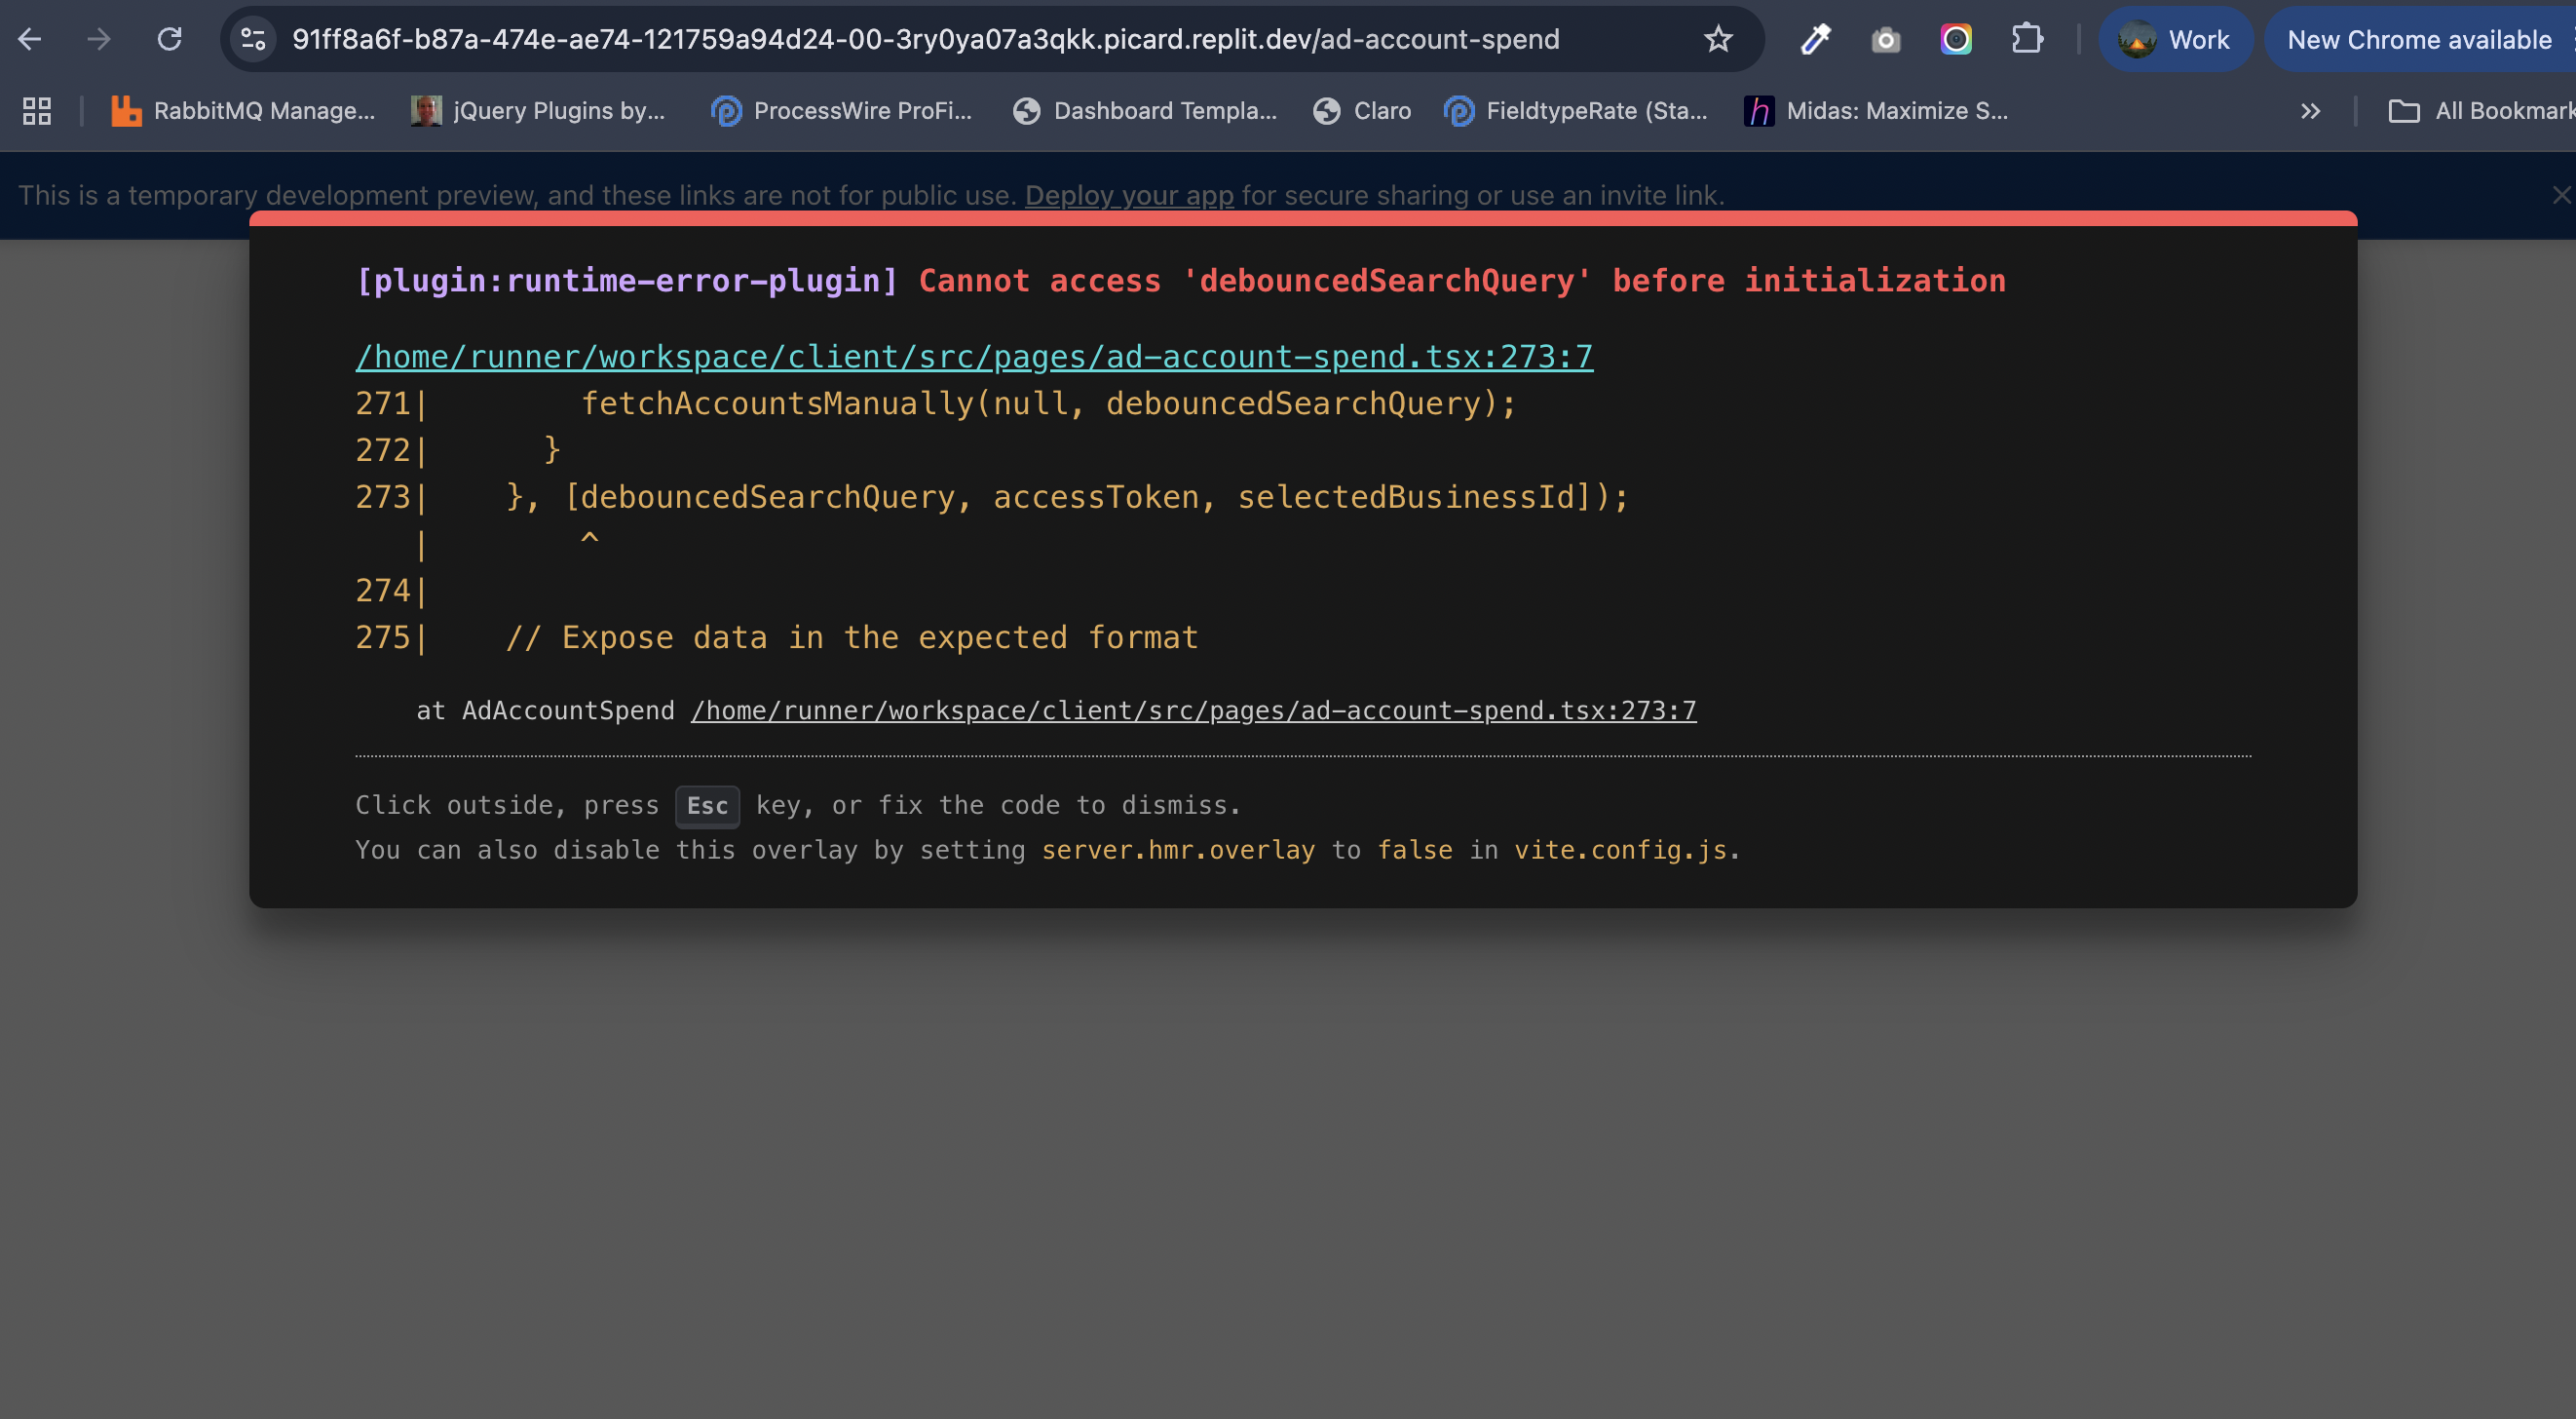 91ff8a6f-b87a-474e-ae74-121759a94d24-00-3ry0ya07a3qkk.picard.replit.dev/ad-account-spend
Work
New Chrome available
RabbitMQ Manage...
jQuery Plugins by...
ProcessWire ProFi...
Dashboard Templa...
Claro
FieldtypeRate (Sta...
h Midas: Maximize S...
All Bookmark
This is a temporary development preview, and these links are not for public use. Deploy your app for secure sharing or use an invite link.
[plugin:runtime-error-plugin] Cannot access 'debouncedSearchQuery' before initialization
/home/runner/workspace/client/src/pages/ad-account-spend.tsx:273:7
271|        fetchAccountsManually(null, debouncedSearchQuery);
272|      }
273|    }, [debouncedSearchQuery, accessToken, selectedBusinessId]);
   |        ^
274|
275|    // Expose data in the expected format
at AdAccountSpend /home/runner/workspace/client/src/pages/ad-account-spend.tsx:273:7
Click outside, press Esc key, or fix the code to dismiss.
You can also disable this overlay by setting server.hmr.overlay to false in vite.config.js.